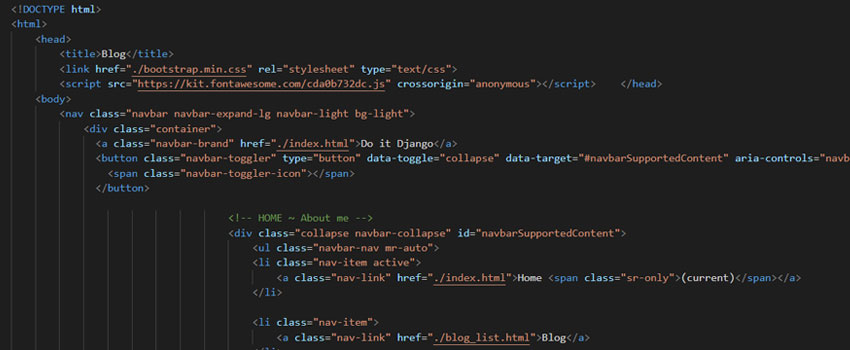 <!DOCTYPE html>
<html>
<head>
<title>Blog</title>
<link href="./bootstrap.min.css" rel="stylesheet" type="text/css">
<script src="https://kit.fontawesome.com/cda0b732dc.js" crossorigin="anonymous"></script> </head>
<body>
<nav class="navbar navbar-expand-lg navbar-light bg-light">
<div class="container">
<a class="navbar-brand" href="./index.html">Do it Django</a>
<button class="navbar-toggler" type="button" data-toggle="collapse" data-target="#navbarSupportedContent" aria-controls="navb
<span class="navbar-toggler-icon"></span>
</button>
<!-- HOME ~ About me -->
<div class="collapse navbar-collapse" id="navbarSupportedContent">
<ul class="navbar-nav mr-auto">
<li class="nav-item active">
<a class="nav-link" href="./index.html">Home <span class="sr-only">(current)</span></a>
</li>
<li class="nav-item">
<a class="nav-link" href="./blog_list.html">Blog</a>